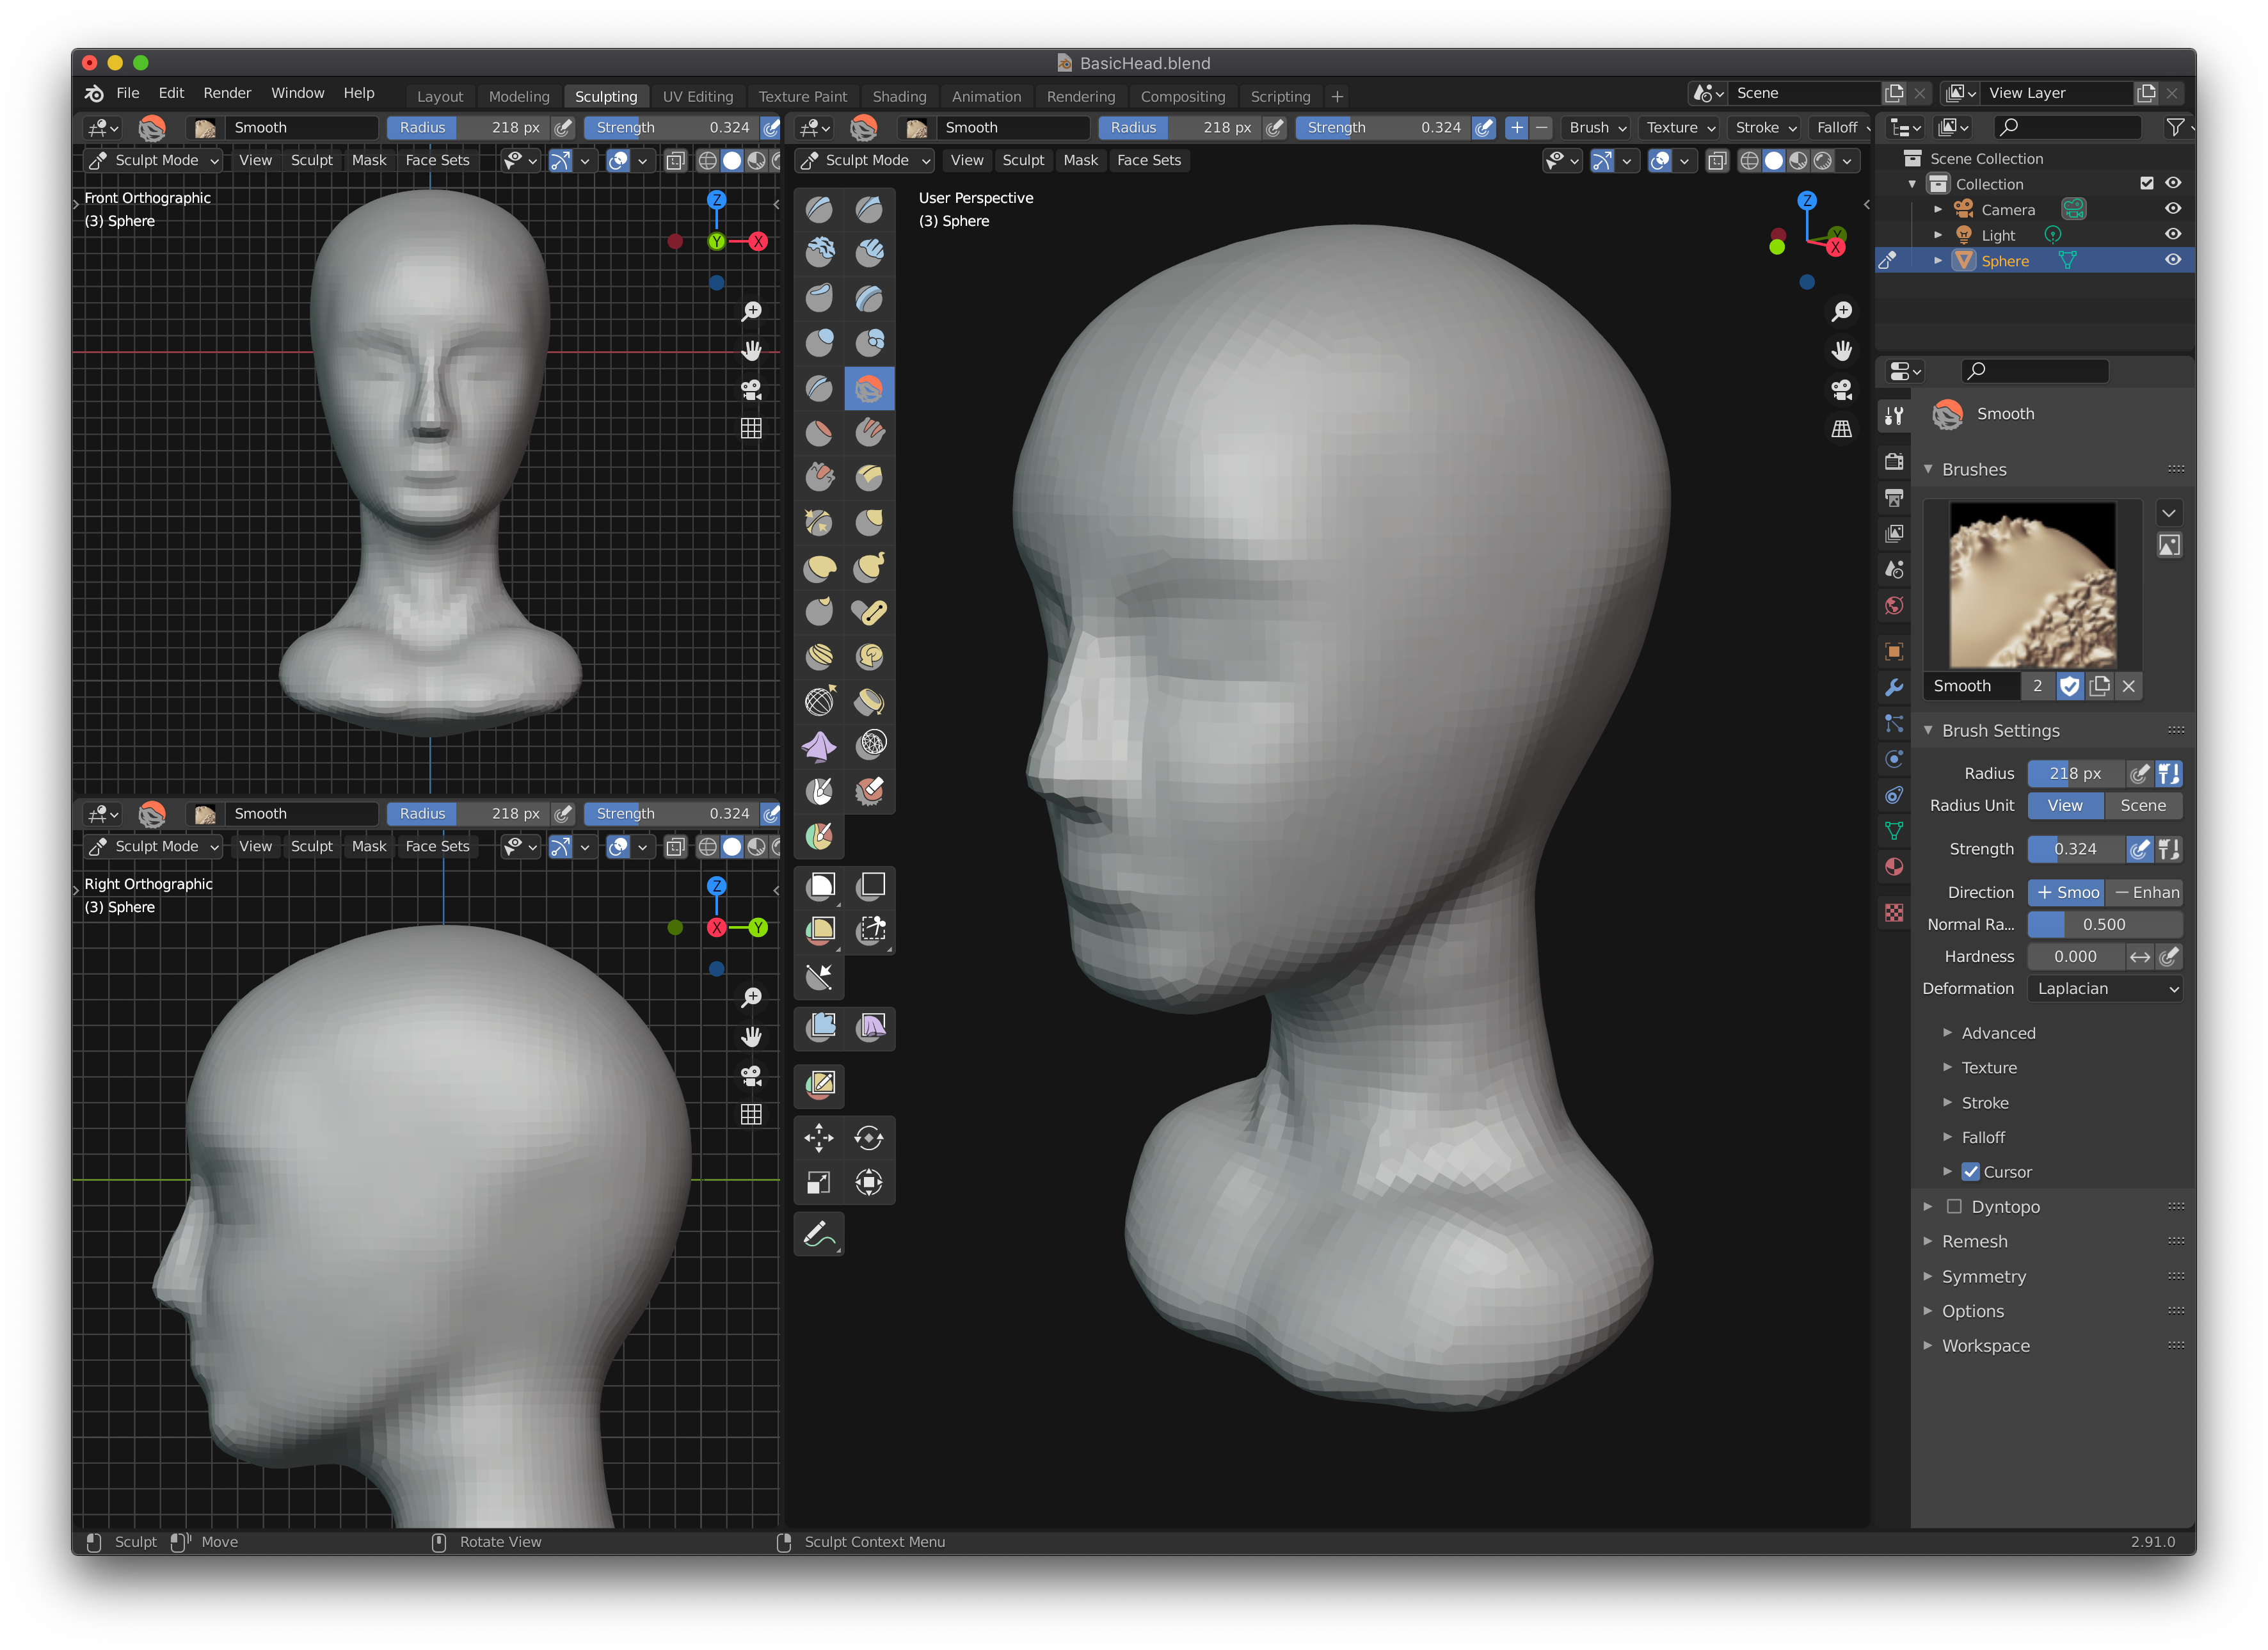 BasicHead.blend
File Edit Render Window Help Layout Modeling Sculpting UV Editing Texture Paint Shading Animation Rendering Compositing Scripting + Scene View Layer
Smooth Radius 218 px Strength 0.324
Sculpt Mode View Sculpt Mask Face Sets
Front Orthographic
(3) Sphere
Z
Y
X
Smooth Radius 218 px Strength 0.324
Sculpt Mode View Sculpt Mask Face Sets
Right Orthographic
(3) Sphere
Z
X
Y
Smooth Radius 218 px Strength 0.324 + − Brush Texture Stroke Falloff
Sculpt Mode View Sculpt Mask Face Sets
User Perspective
(3) Sphere
Z
Y
X
Scene Collection
Collection
Camera
Light
Sphere
Smooth
Brushes
Smooth 2
Brush Settings
Radius 218 px
Radius Unit View Scene
Strength 0.324
Direction + Smoo − Enhan
Normal Ra... 0.500
Hardness 0.000
Deformation Laplacian
Advanced
Texture
Stroke
Falloff
Cursor
Dyntopo
Remesh
Symmetry
Options
Workspace
Sculpt Move Rotate View Sculpt Context Menu 2.91.0